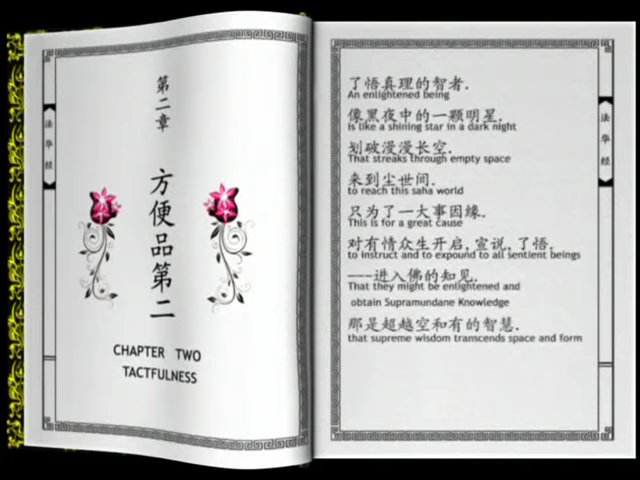 法华经
第二章
方便品第二
CHAPTER TWO
TACTFULNESS
了悟真理的智者.
An enlightened being
像黑夜中的一颗明星.
Is like a shining star in a dark night
划破漫漫长空.
That streaks through empty space
来到尘世间.
to reach this saha world
只为了一大事因缘.
This is for a great cause
对有情众生开启,宣说,了悟.
to instruct and to expound to all sentient beings
---进入佛的知见.
That they might be enlightened and
obtain Supramundane Knowledge
那是超越空和有的智慧.
that supreme wisdom transcends space and form
法华经